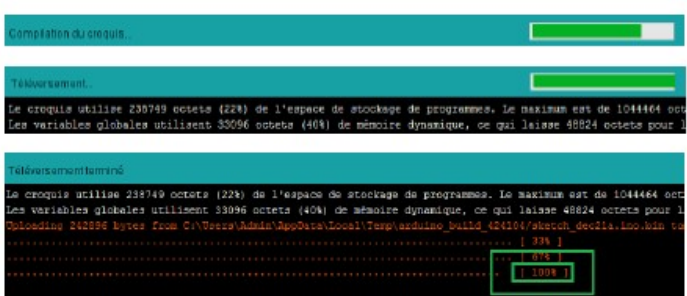 Compilation du croquis...
Téléversement...
Le croquis utilise 238749 octets (22%) de l'espace de stockage de programmes. Le maximum est de 1044464 oct
Les variables globales utilisent 33096 octets (40%) de mémoire dynamique, ce qui laisse 48824 octets pour l
Téléversement terminé
Le croquis utilise 238749 octets (22%) de l'espace de stockage de programmes. Le maximum est de 1044464 oct
Les variables globales utilisent 33096 octets (40%) de mémoire dynamique, ce qui laisse 48824 octets pour l
Uploading 242896 bytes from C:\Users\Admin\AppData\Local\Temp\arduino_build_424104/sketch_dec21a.ino.bin to
................................................................................ [ 33% ]
................................................................................ [ 67% ]
................................................................................ [ 100% ]